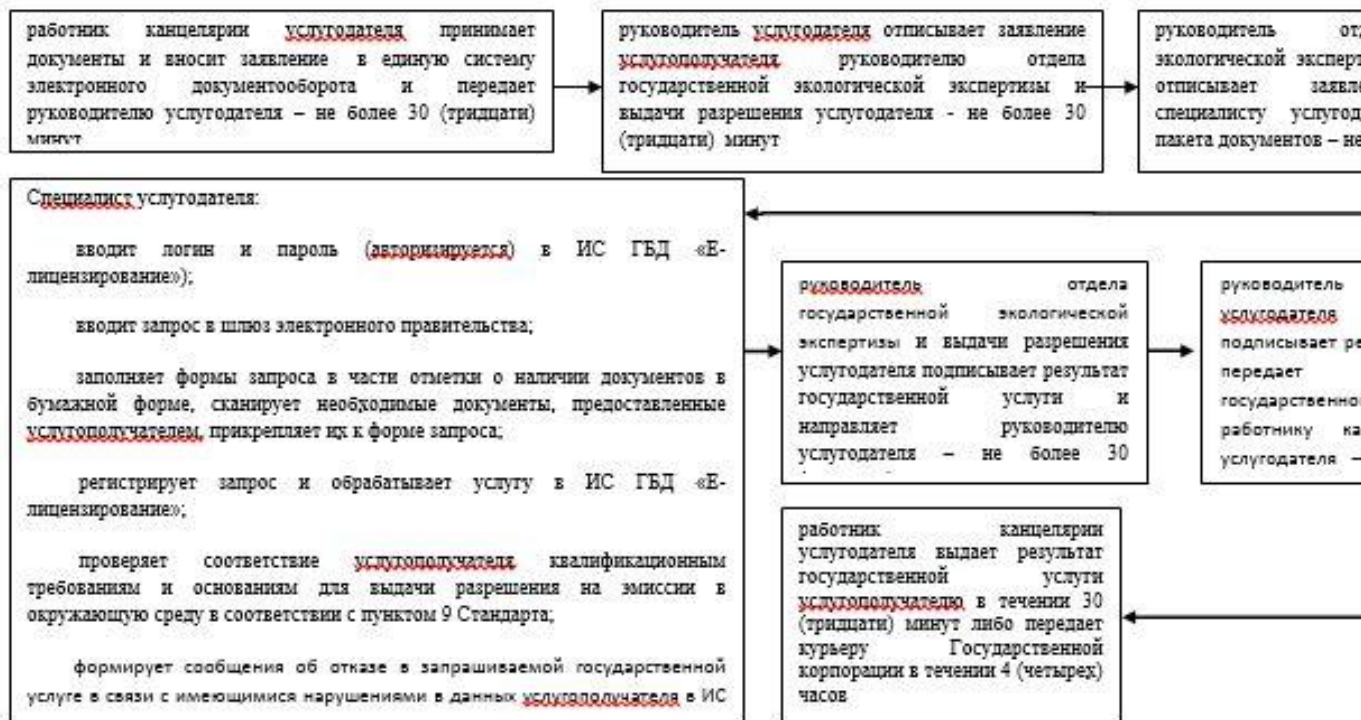 работник канцелярии услугодателя принимает
документы и вносит заявление в единую систему
электронного документооборота и передает
руководителю услугодателя – не более 30 (тридцати)
минут
руководитель услугодателя отписывает заявление
услугополучателя руководителю отдела
государственной экологической экспертизы и
выдачи разрешения услугодателя - не более 30
(тридцати) минут
руководитель
отписывает
специалисту
пакета документов – не
Специалист услугодателя:
вводит логин и пароль (авторизируется) в ИС ГБД «Е-
лицензирование»);
вводит запрос в шлюз электронного правительства;
заполняет формы запроса в части отметки о наличии документов в
бумажной форме, сканирует необходимые документы, предоставленные
услугополучателем, прикрепляет их к форме запроса;
регистрирует запрос и обрабатывает услугу в ИС ГБД «Е-
лицензирование»;
проверяет соответствие услугополучателя квалификационным
требованиям и основаниям для выдачи разрешения на эмиссии в
окружающую среду в соответствии с пунктом 9 Стандарта;
формирует сообщения об отказе в запрашиваемой государственной
услуге в связи с имеющимися нарушениями в данных услугополучателя в ИС
руководитель отдела
государственной экологической
экспертизы и выдачи разрешения
услугодателя подписывает результат
государственной услуги и
направляет руководителю
услугодателя – не более 30
руководитель
услугодателя
подписывает
передает
работнику
услугодателя –
работник канцелярии
услугодателя выдает результат
государственной услуги
услугополучателю в течении 30
(тридцати) минут либо передает
курьеру Государственной
корпорации в течении 4 (четырех)
часов